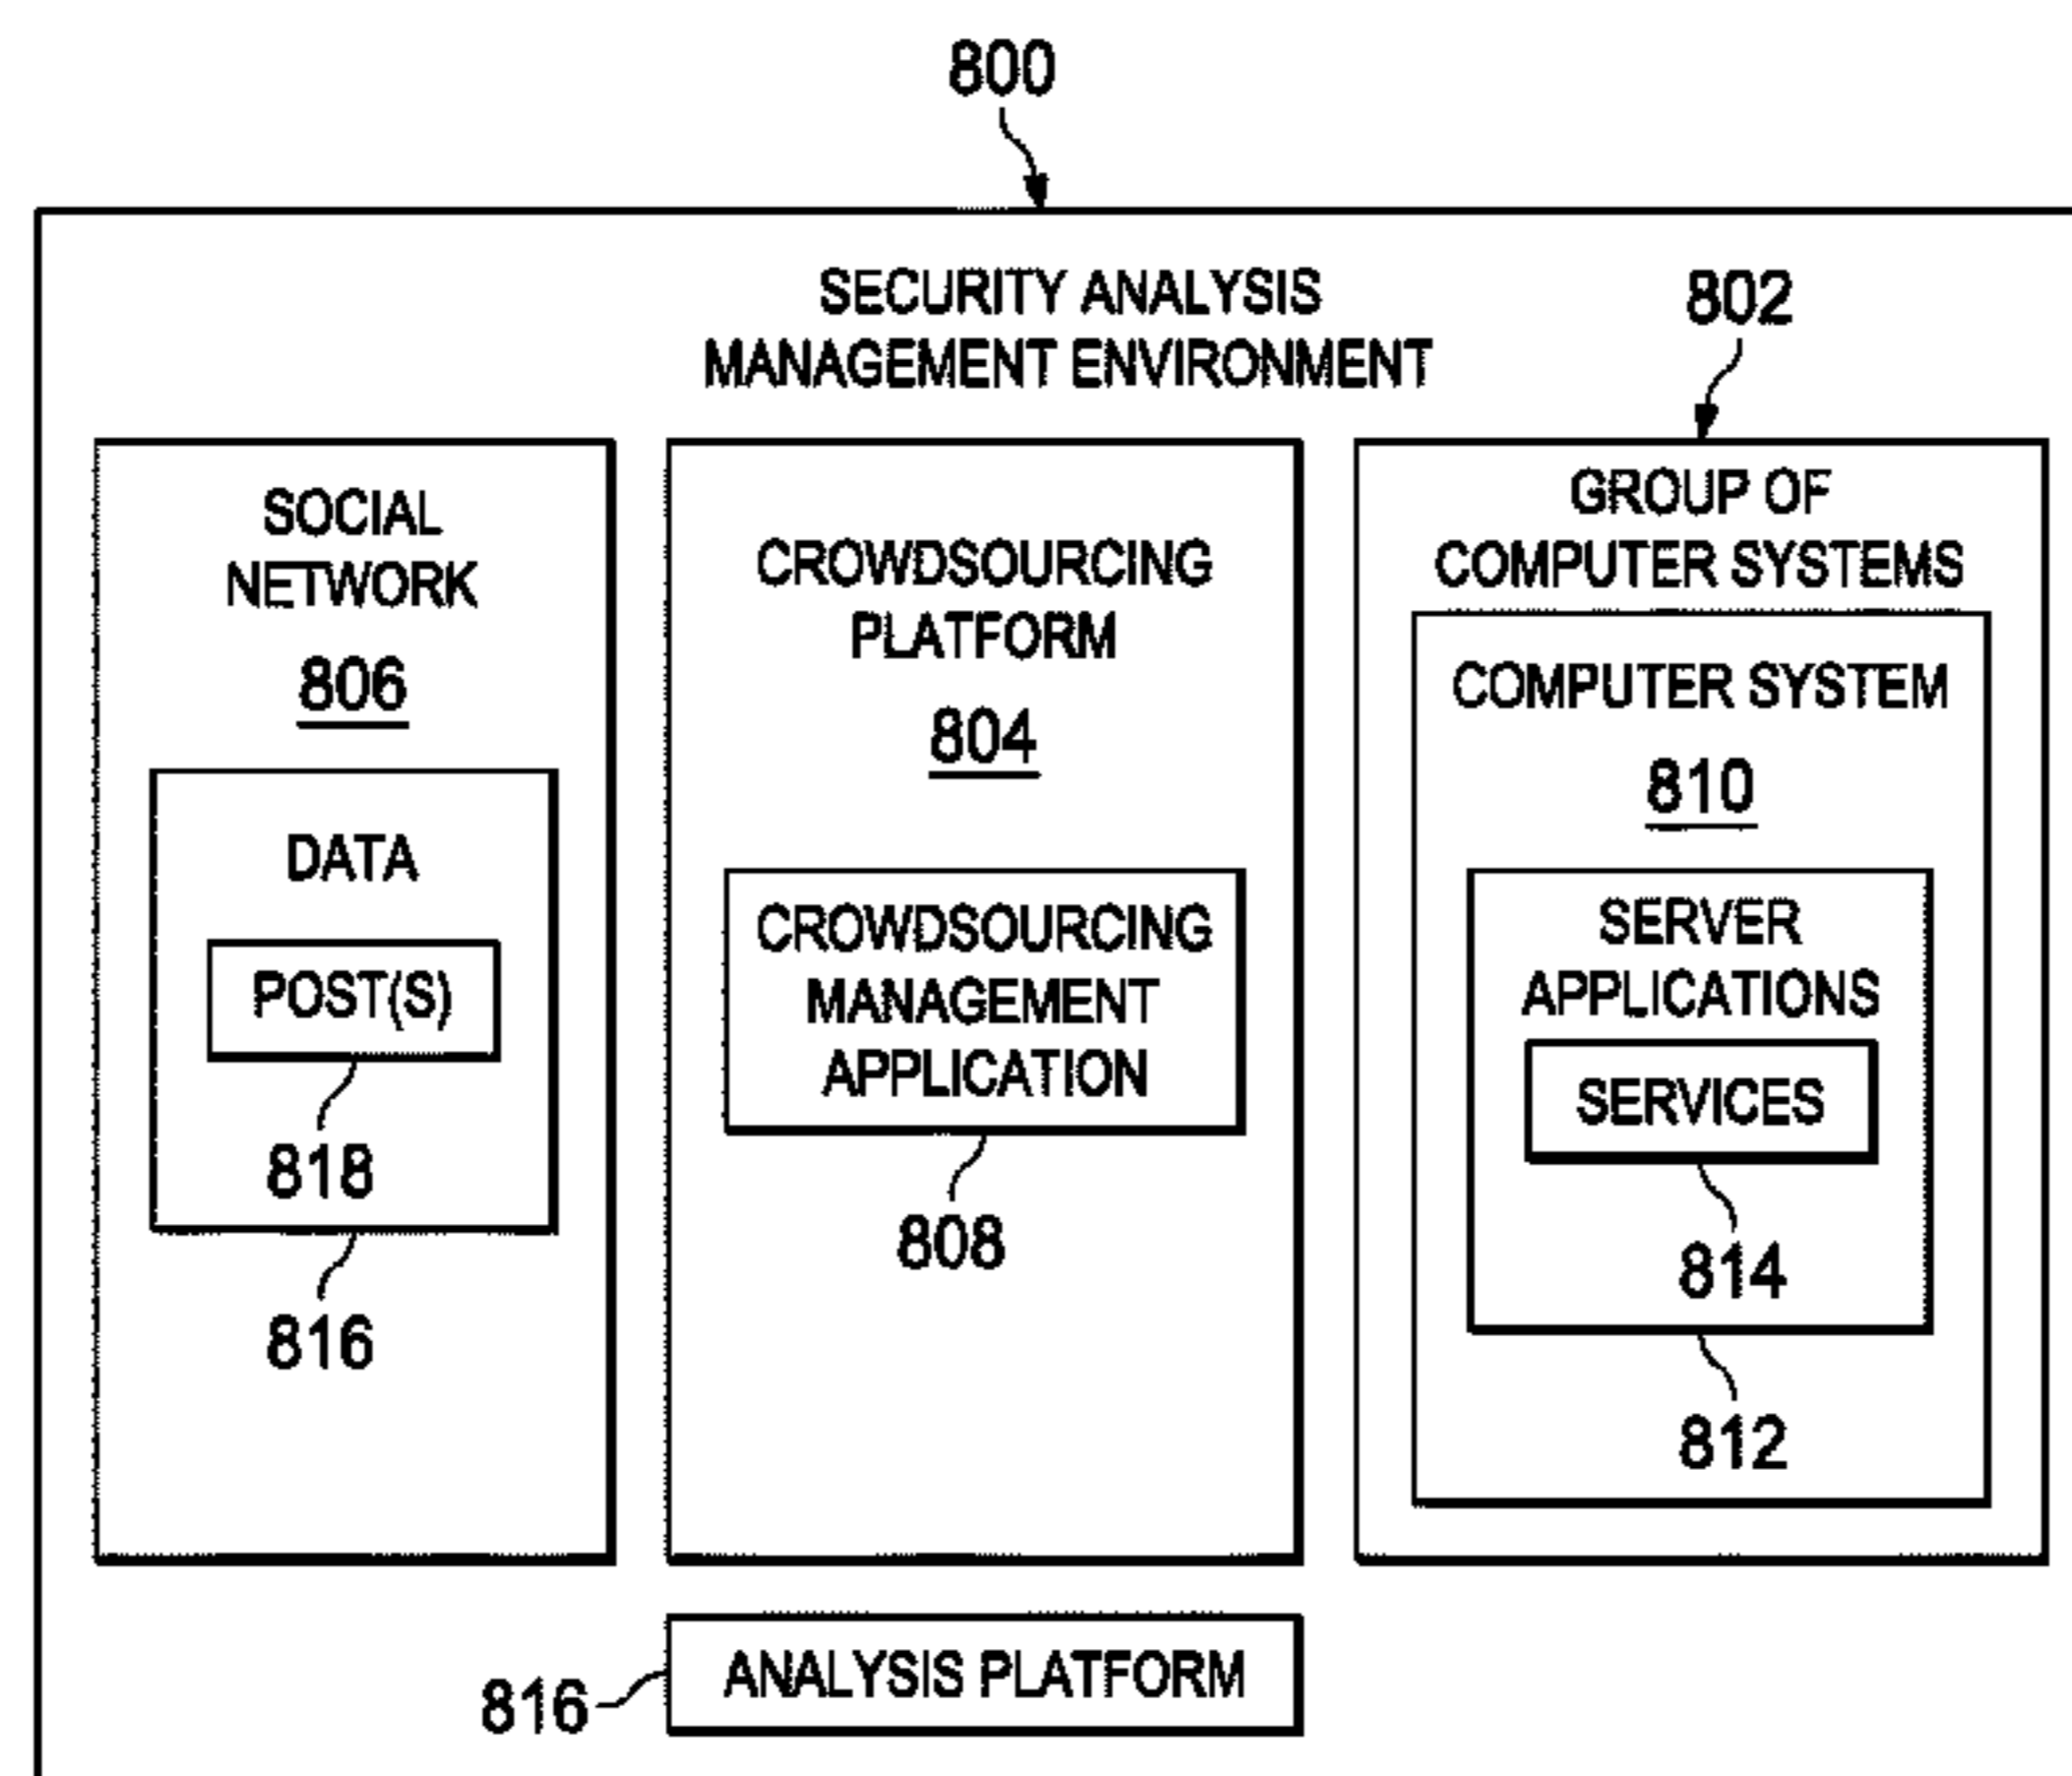 800
SECURITY ANALYSIS
MANAGEMENT ENVIRONMENT
802
SOCIAL
NETWORK
806
DATA
POST(S)
818
816
CROWDSOURCING
PLATFORM
804
CROWDSOURCING
MANAGEMENT
APPLICATION
808
GROUP OF
COMPUTER SYSTEMS
COMPUTER SYSTEM
810
SERVER
APPLICATIONS
SERVICES
814
812
816
ANALYSIS PLATFORM